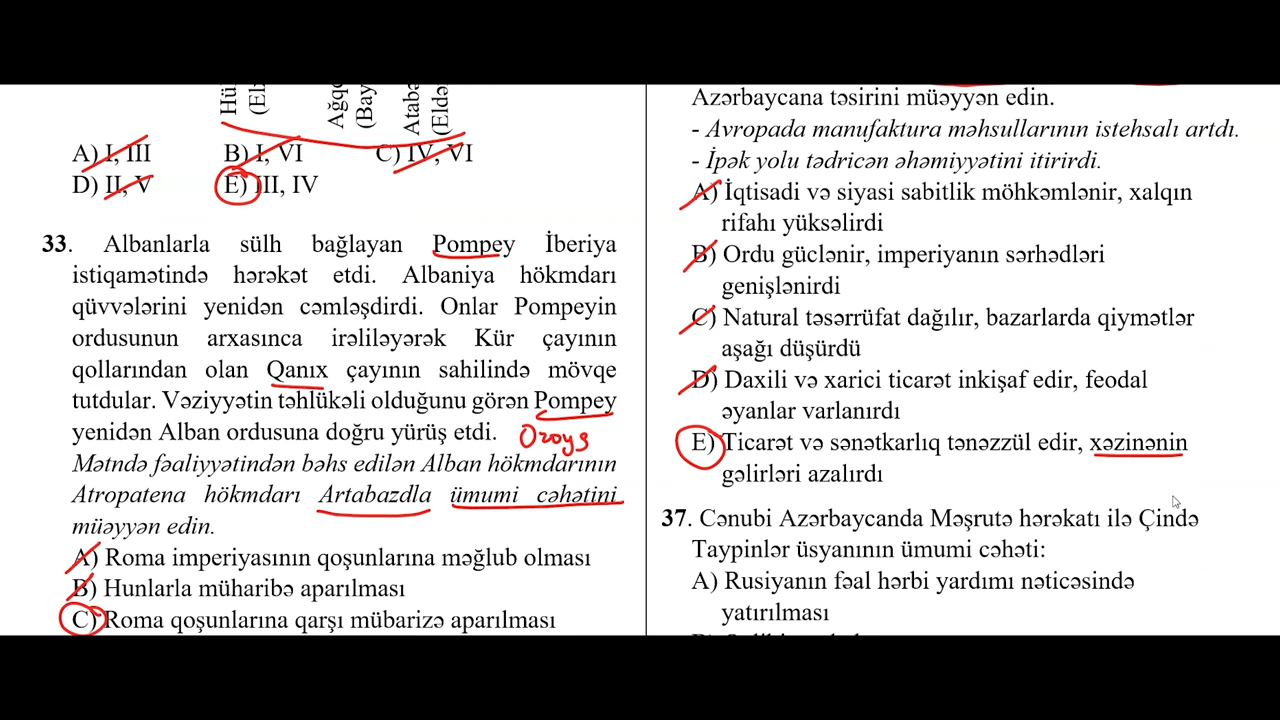 Hü
(El
Ağq
(Bay
Atab
(Eldə
A) I, III B) I, VI C) IV, VI
D) II, V E) III, IV
33. Albanlarla sülh bağlayan Pompey İberiya
istiqamətində hərəkət etdi. Albaniya hökmdarı
qüvvələrini yenidən cəmləşdirdi. Onlar Pompeyin
ordusunun arxasınca irəliləyərək Kür çayının
qollarından olan Qanıx çayının sahilində mövqe
tutdular. Vəziyyətin təhlükəli olduğunu görən Pompey
yenidən Alban ordusuna doğru yürüş etdi. Oroys
Mətndə fəaliyyətindən bəhs edilən Alban hökmdarının
Atropatena hökmdarı Artabazdla ümumi cəhətini
müəyyən edin.
A) Roma imperiyasının qoşunlarına məğlub olması
B) Hunlarla müharibə aparılması
C) Roma qoşunlarına qarşı mübarizə aparılması
Azərbaycana təsirini müəyyən edin.
- Avropada manufaktura məhsullarının istehsalı artdı.
- İpək yolu tədricən əhəmiyyətini itirirdi.
A) İqtisadi və siyasi sabitlik möhkəmlənir, xalqın
rifahı yüksəlirdi
B) Ordu güclənir, imperiyanın sərhədləri
genişlənirdi
C) Natural təsərrüfat dağılır, bazarlarda qiymətlər
aşağı düşürdü
D) Daxili və xarici ticarət inkişaf edir, feodal
əyanlar varlanırdı
E) Ticarət və sənətkarlıq tənəzzül edir, xəzinənin
gəlirləri azalırdı
37. Cənubi Azərbaycanda Məşrutə hərəkatı ilə Çində
Taypinlər üsyanının ümumi cəhəti:
A) Rusiyanın fəal hərbi yardımı nəticəsində
yatırılması